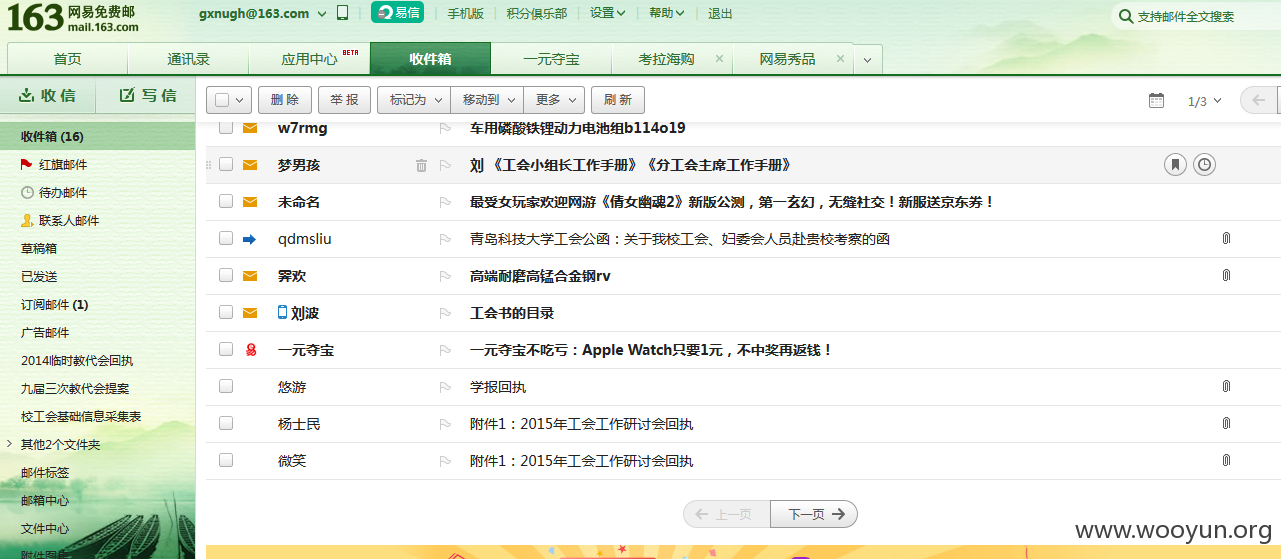 163 网易免费邮 mail.163.com
gxnugh@163.com 易信 手机版 积分俱乐部 设置 帮助 退出
支持邮件全文搜索
首页 通讯录 应用中心 BETA 收件箱 一元夺宝 考拉海购 × 网易秀品 ×
收 信 写 信
删 除 举 报 标记为 移动到 更多 刷 新 1/3
收件箱 (16)
红旗邮件
待办邮件
联系人邮件
草稿箱
已发送
订阅邮件 (1)
广告邮件
2014临时教代会回执
九届三次教代会提案
校工会基础信息采集表
其他2个文件夹
邮件标签
邮箱中心
文件中心
w7rmg 车用磷酸铁锂动力电池组b114o19
梦男孩 刘 《工会小组长工作手册》《分工会主席工作手册》
未命名 最受女玩家欢迎网游《倩女幽魂2》新版公测，第一玄幻，无缝社交！新服送京东券！
qdmsliu 青岛科技大学工会公函：关于我校工会、妇委会人员赴贵校考察的函
霁欢 高端耐磨高锰合金钢rv
刘波 工会书的目录
一元夺宝 一元夺宝不吃亏：Apple Watch只要1元，不中奖再返钱！
悠游 学报回执
杨士民 附件1：2015年工会工作研讨会回执
微笑 附件1：2015年工会工作研讨会回执
上一页 下一页
www.wooyun.org